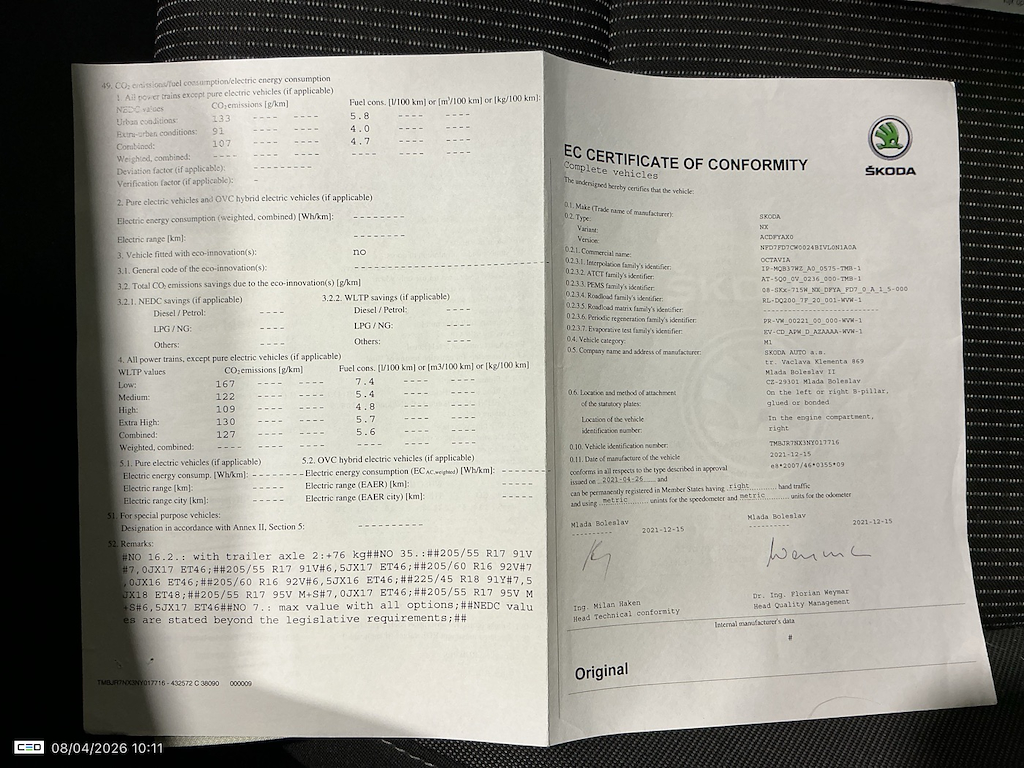 49. CO2 emissions/fuel consumption/electric energy consumption
1. All power trains except pure electric vehicles (if applicable)
NEDC values CO2 emissions [g/km] Fuel cons. [l/100 km] or [m³/100 km] or [kg/100 km]:
Urban conditions: 133 ---- ---- 5.8 ---- ----
Extra-urban conditions: 91 ---- ---- 4.0 ---- ----
Combined: 107 ---- ---- 4.7 ---- ----
Weighted, combined: ---- ---- ---- ---- ---- ----
Deviation factor (if applicable): -
Verification factor (if applicable): -
2. Pure electric vehicles and OVC hybrid electric vehicles (if applicable)
Electric energy consumption (weighted, combined) [Wh/km]: --------
Electric range [km]: --------
3. Vehicle fitted with eco-innovation(s): no
3.1. General code of the eco-innovation(s): ------------------------------
3.2. Total CO2 emissions savings due to the eco-innovation(s) [g/km]
3.2.1. NEDC savings (if applicable) 3.2.2. WLTP savings (if applicable)
Diesel / Petrol: ---- Diesel / Petrol: ----
LPG / NG: ---- LPG / NG: ----
Others: ---- Others: ----
4. All power trains, except pure electric vehicles (if applicable)
WLTP values CO2 emissions [g/km] Fuel cons. [l/100 km] or [m3/100 km] or [kg/100 km]
Low: 167 ---- ---- 7.4 ---- ----
Medium: 122 ---- ---- 5.4 ---- ----
High: 109 ---- ---- 4.8 ---- ----
Extra High: 130 ---- ---- 5.7 ---- ----
Combined: 127 ---- ---- 5.6 ---- ----
Weighted, combined: ---- ---- ---- ---- ---- ----
5.1. Pure electric vehicles (if applicable) 5.2. OVC hybrid electric vehicles (if applicable)
Electric energy consump. [Wh/km]: ---- Electric energy consumption (ECAC,weighted) [Wh/km]: ----
Electric range [km]: ---- Electric range (EAER) [km]: ----
Electric range city [km]: ---- Electric range (EAER city) [km]: ----
51. For special purpose vehicles:
Designation in accordance with Annex II, Section 5: ----------
52. Remarks:
#NO 16.2.: with trailer axle 2:+76 kg##NO 35.:##205/55 R17 91V
#7,0JX17 ET46;##205/55 R17 91V#6,5JX17 ET46;##205/60 R16 92V#7
,0JX16 ET46;##205/60 R16 92V#6,5JX16 ET46;##225/45 R18 91Y#7,5
JX18 ET48;##205/55 R17 95V M+S#7,0JX17 ET46;##205/55 R17 95V M
+S#6,5JX17 ET46##NO 7.: max value with all options;##NEDC valu
es are stated beyond the legislative requirements;##
TMBJR7NX3NY017716 - 432572 C 38090 000009
ŠKODA
EC CERTIFICATE OF CONFORMITY
Complete vehicles
The undersigned hereby certifies that the vehicle:
0.1. Make (Trade name of manufacturer): SKODA
0.2. Type: NX
Variant: ACDFYAX0
Version: NFD7FD7CW0024BIVL0N1A0A
0.2.1. Commercial name: OCTAVIA
0.2.3.1. Interpolation family's identifier: IP-MQB37WZ_A0_0575-TMB-1
0.2.3.2. ATCT family's identifier: AT-5Q0_0V_0236_000-TMB-1
0.2.3.3. PEMS family's identifier: 08-SKx-715W_NX_DFYA_FD7_0_A_1_5-000
0.2.3.4. Roadload family's identifier: RL-DQ200_7F_20_001-WVW-1
0.2.3.5. Roadload matrix family's identifier: ------------------------
0.2.3.6. Periodic regeneration family's identifier: PR-VW_00221_00_000-WVW-1
0.2.3.7. Evaporative test family's identifier: EV-CD_APW_D_AZAAAA-WVW-1
0.4. Vehicle category: M1
0.5. Company name and address of manufacturer: SKODA AUTO a.s.
tr. Vaclava Klementa 869
Mlada Boleslav II
CZ-29301 Mlada Boleslav
0.6. Location and method of attachment On the left or right B-pillar,
of the statutory plates: glued or bonded
Location of the vehicle In the engine compartment,
identification number: right
0.10. Vehicle identification number: TMBJR7NX3NY017716
0.11. Date of manufacture of the vehicle 2021-12-15
conforms in all respects to the type described in approval e8*2007/46*0355*09
issued on 2021-04-26 and
can be permanently registered in Member States having right hand traffic
and using metric unints for the speedometer and metric units for the odometer
Mlada Boleslav 2021-12-15 Mlada Boleslav 2021-12-15
Ing. Milan Haken Dr. Ing. Florian Weymar
Head Technical conformity Head Quality Management
Internal manufacturer's data
#
Original
CEO 08/04/2026 10:11